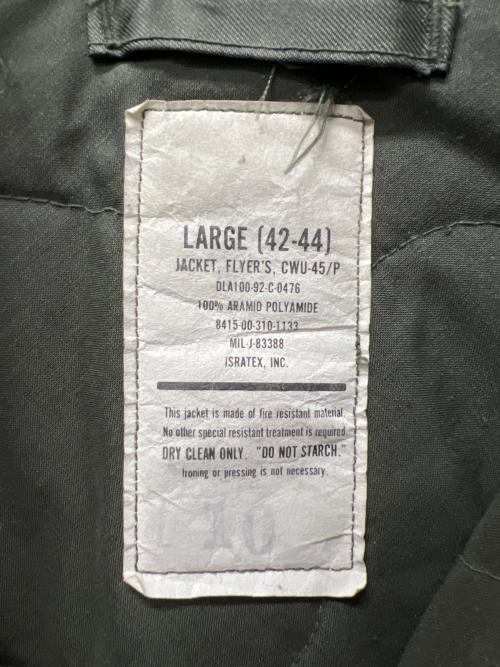 LARGE (42-44)
JACKET, FLYER'S, CWU-45/P
DLA100-92-C-0476
100% ARAMID POLYAMIDE
8415-00-310-1133
MIL-J-83388
ISRATEX, INC.
This jacket is made of fire resistant material.
No other special resistant treatment is required.
DRY CLEAN ONLY. "DO NOT STARCH."
Ironing or pressing is not necessary.
10